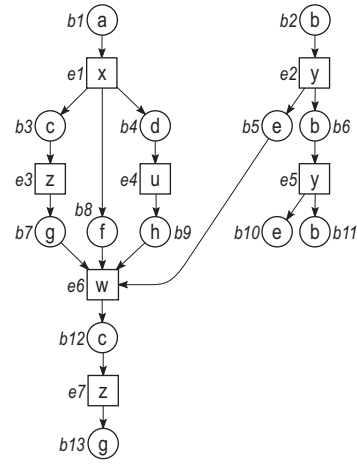 b1 a b2 b
e1 x e2 y
b3 c b4 d b5 e b b6
e3 z e4 u e5 y
b7 g b8 f h b9 b10 e b b11
e6 w
b12 c
e7 z
b13 g